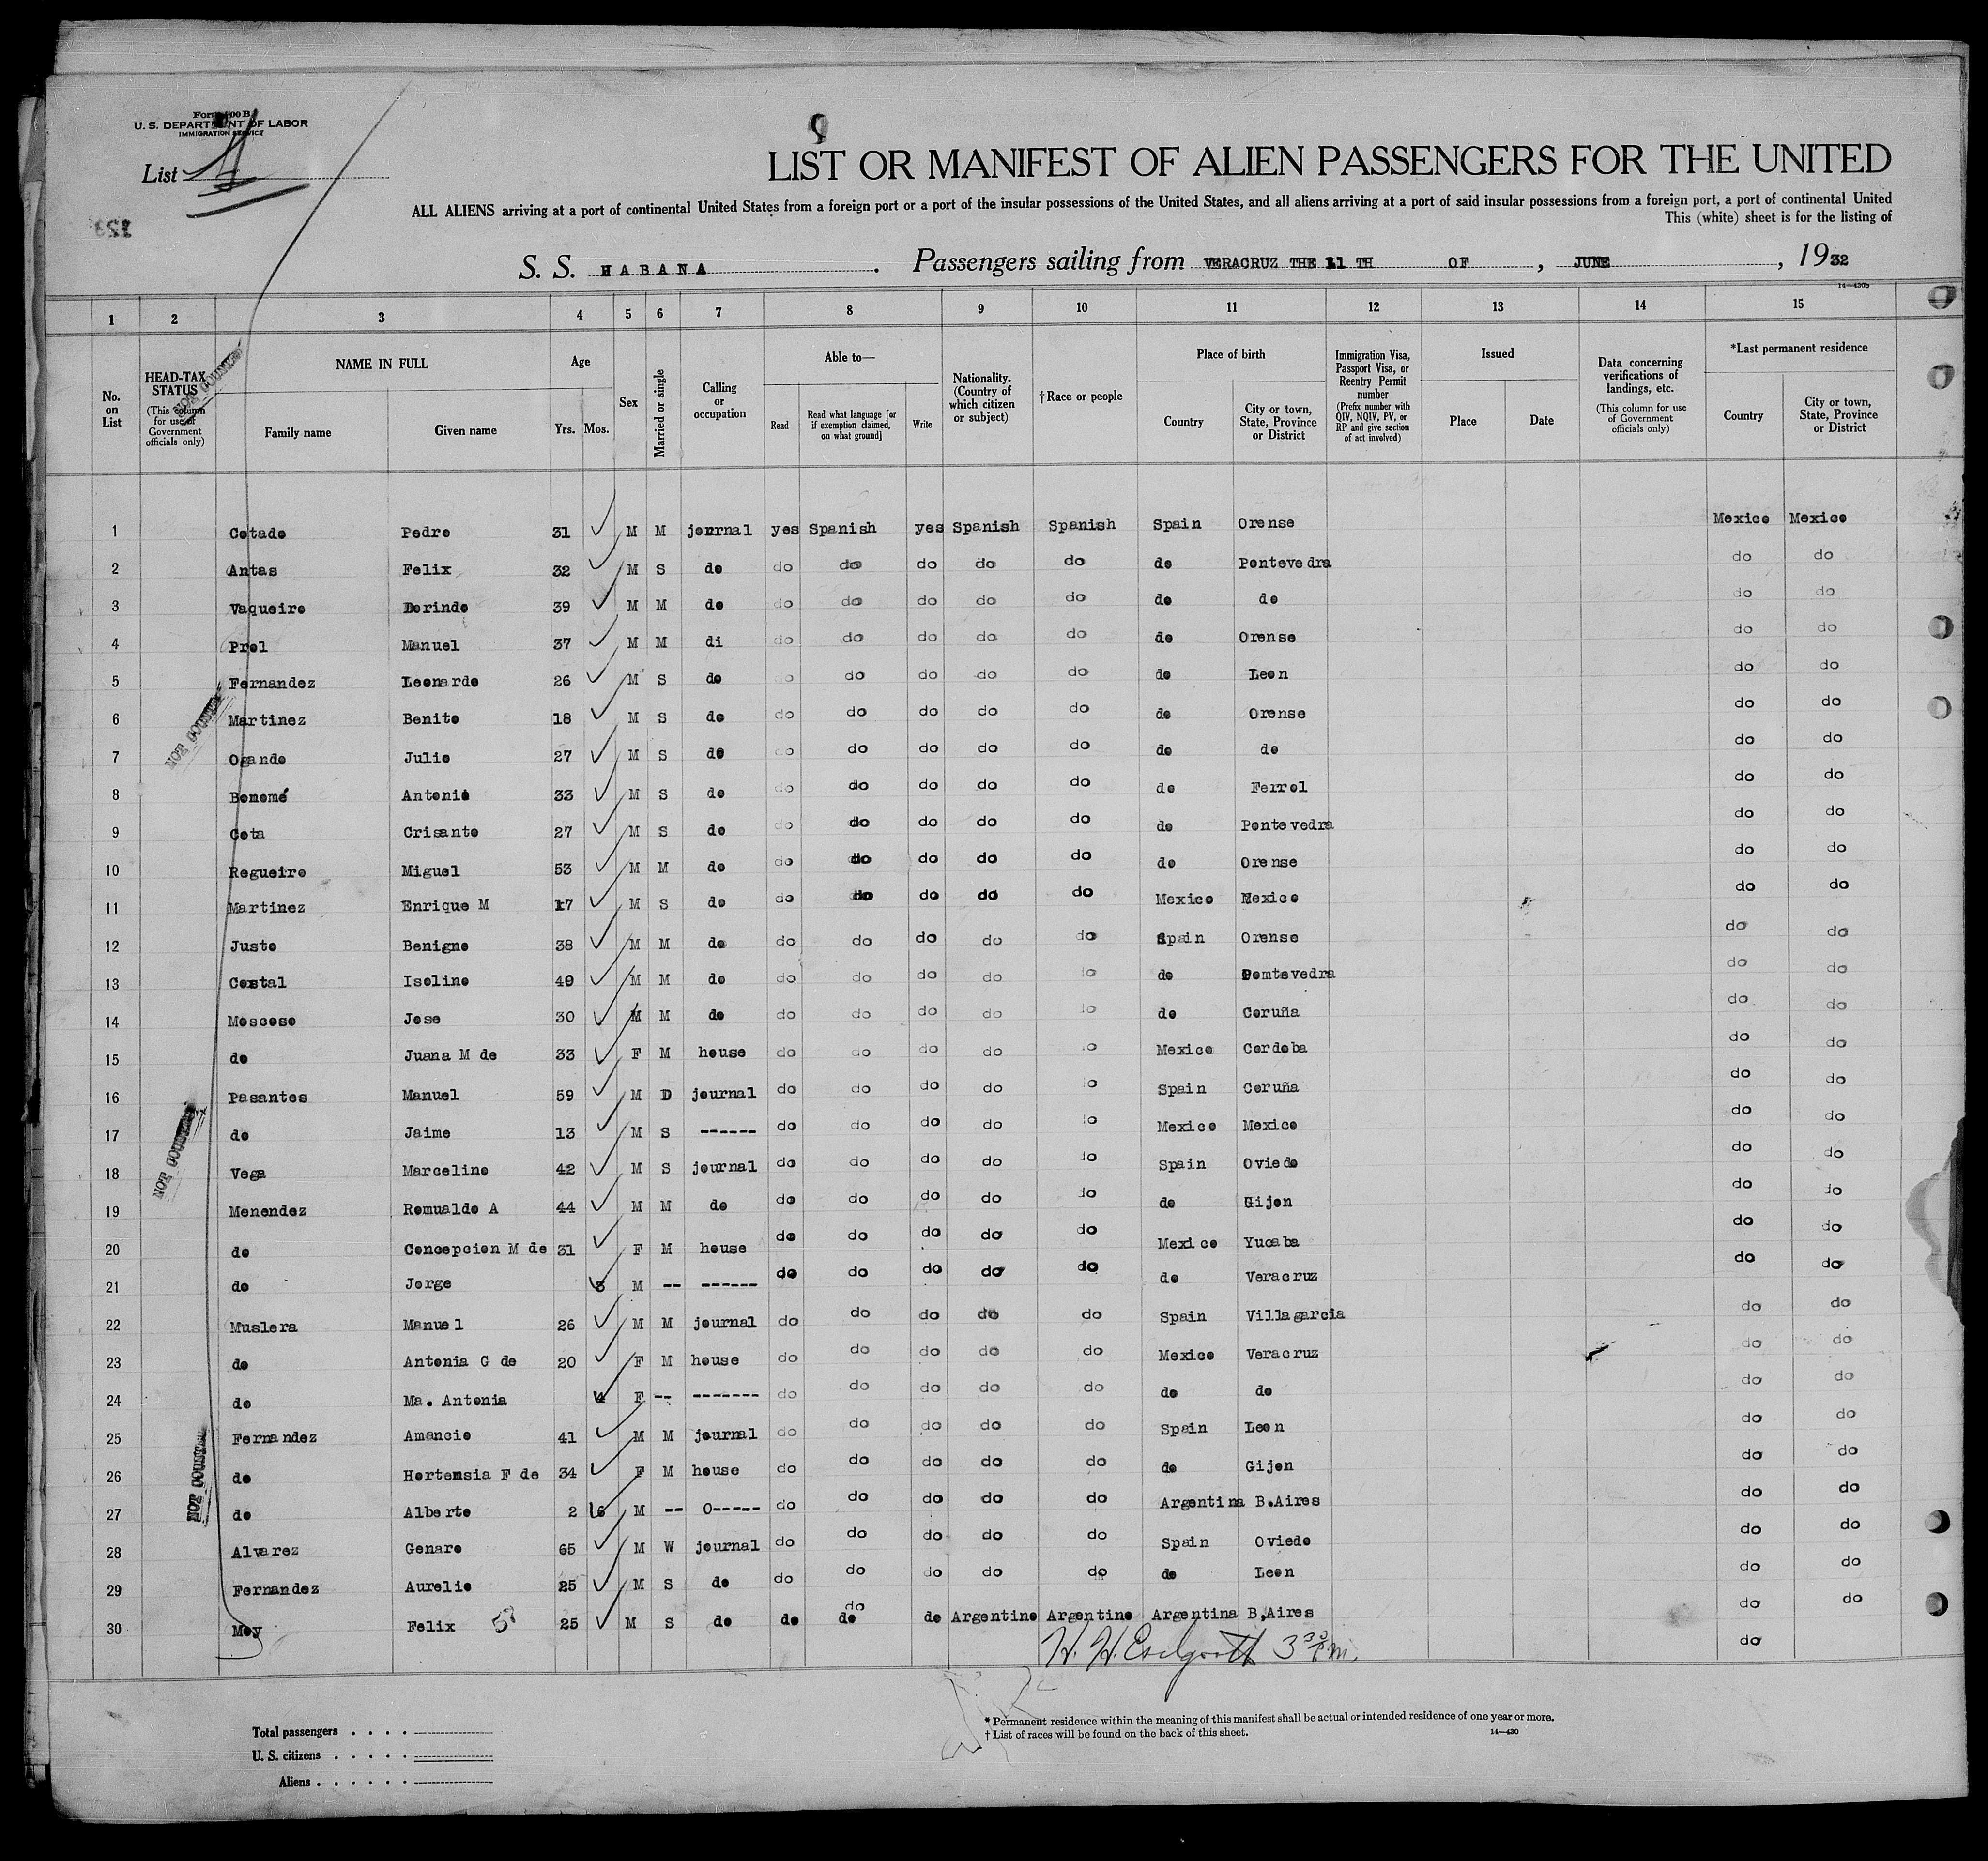 Form 500 B
U. S. DEPARTMENT OF LABOR
IMMIGRATION SERVICE
List 4
LIST OR MANIFEST OF ALIEN PASSENGERS FOR THE UNITED
ALL ALIENS arriving at a port of continental United States from a foreign port or a port of the insular possessions of the United States, and all aliens arriving at a port of said insular possessions from a foreign port, a port of continental United
This (white) sheet is for the listing of
123
S. S. HABANA . Passengers sailing from VERACRUZ THE 11 TH OF , JUNE , 19 32
14—430b
1 2 3 4 5 6 7 8 9 10 11 12 13 14 15
No. on List
HEAD-TAX STATUS (This column for use of Government officials only)
NAME IN FULL Family name Given name
Age Yrs. Mos.
Sex
Married or single
Calling or occupation
Able to— Read Read what language [or if exemption claimed, on what ground] Write
Nationality. (Country of which citizen or subject)
†Race or people
Place of birth Country City or town, State, Province or District
Immigration Visa, Passport Visa, or Reentry Permit number (Prefix number with QIV, NQIV, PV, or RP and give section of act involved)
Issued Place Date
Data concerning verifications of landings, etc. (This column for use of Government officials only)
*Last permanent residence Country City or town, State, Province or District
1 Cotado Pedro 31 M M jonrnal yes Spanish yes Spanish Spanish Spain Orense Mexico Mexico
2 Antas Felix 32 M S do do do do do do do Pontevedra do do
3 Vaqueiro Dorindo 39 M M do do do do do do do do do do
4 Prol Manuel 37 M M di do do do do do do Orense do do
5 Fernandez Leonardo 26 M S do do do do do do do Leon do do
6 Martinez Benito 18 M S do do do do do do do Orense do do
7 Ogando Julio 27 M S do do do do do do do do do do
8 Bonomé Antonio 33 M S do do do do do do do Ferrol do do
9 Cota Crisanto 27 M S do do do do do do do Pontevedra do do
10 Regueiro Miguel 53 M M do do do do do do do Orense do do
11 Martinez Enrique M 17 M S do do do do do do Mexico Mexico do do
12 Justo Benigno 38 M M do do do do do do Spain Orense do do
13 Costal Isolino 49 M M do do do do do do do Pomtevedra do do
14 Moscoso Jose 30 M M do do do do do do do Coruña do do
15 do Juana M de 33 F M house do do do do do Mexico Cordoba do do
16 Pasantes Manuel 59 M D journal do do do do do Spain Coruña do do
17 do Jaime 13 M S ------ do do do do do Mexico Mexico do do
18 Vega Marcelino 42 M S journal do do do do do Spain Oviedo do do
19 Menendez Romualdo A 44 M M do do do do do do do Gijon do do
20 do Concepcion M de 31 F M house do do do do do Mexico Yucaba do do
21 do Jorge 8 M -- ------ do do do do do do Veracruz do do
22 Muslera Manuel 26 M M journal do do do do do Spain Villagarcia do do
23 do Antonia G de 20 F M house do do do do do Mexico Veracruz do do
24 do Ma. Antonia 4 F -- ------- do do do do do do do do do
25 Fernandez Amancio 41 M M journal do do do do do Spain Leon do do
26 do Hortensia F de 34 F M house do do do do do do Gijon do do
27 do Alberto 2 6 M -- 0----- do do do do do Argentina B.Aires do do
28 Alvarez Genaro 65 M W journal do do do do do Spain Oviedo do do
29 Fernandez Aurelio 25 M S do do do do do do do Leon do do
30 Moy Felix 25 M S do do do do do Argentino Argentino Argentina B,Aires do do
do
NOT COUNTED
NOT COUNTED
NOT COUNTED
NOT COUNTED
3 30 P.M.
Total passengers . . . .
U. S. citizens . . . . .
Aliens . . . . . .
* Permanent residence within the meaning of this manifest shall be actual or intended residence of one year or more.
† List of races will be found on the back of this sheet. 14—430